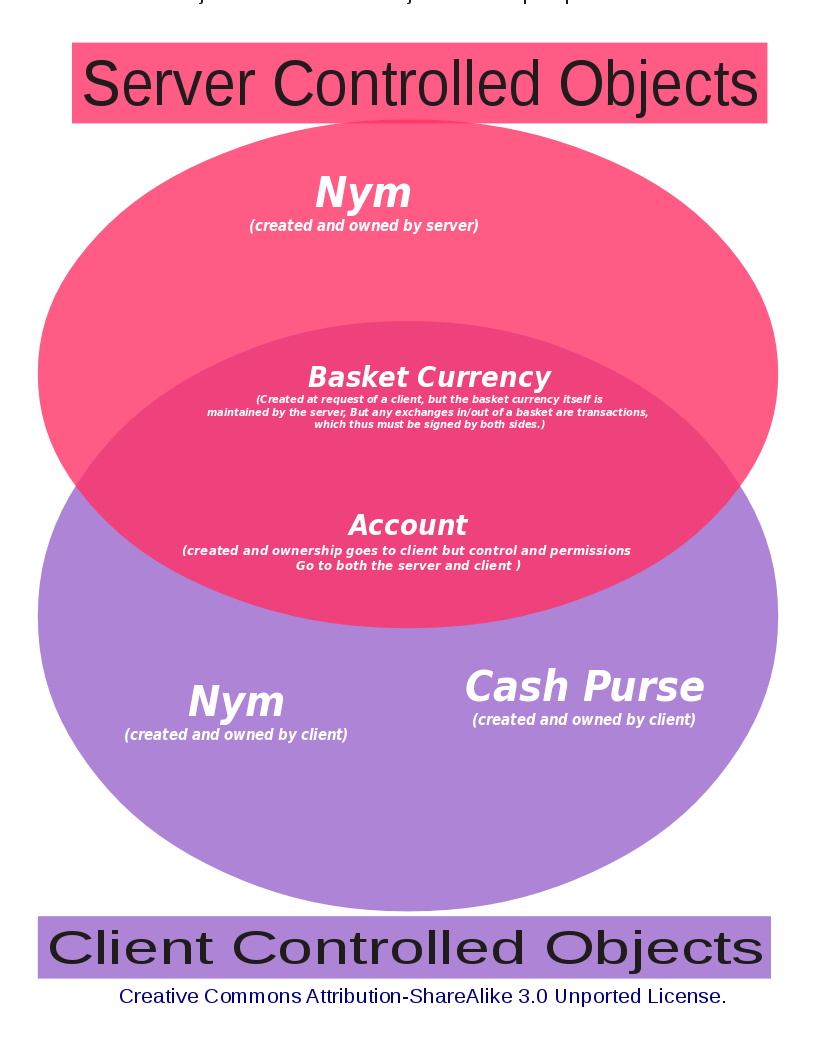 Server Controlled Objects
Nym
(created and owned by server)
Basket Currency
(Created at request of a client, but the basket currency itself is
maintained by the server, But any exchanges in/out of a basket are transactions,
which thus must be signed by both sides.)
Account
(created and ownership goes to client but control and permissions
Go to both the server and client )
Nym
(created and owned by client)
Cash Purse
(created and owned by client)
Client Controlled Objects
Creative Commons Attribution-ShareAlike 3.0 Unported License.